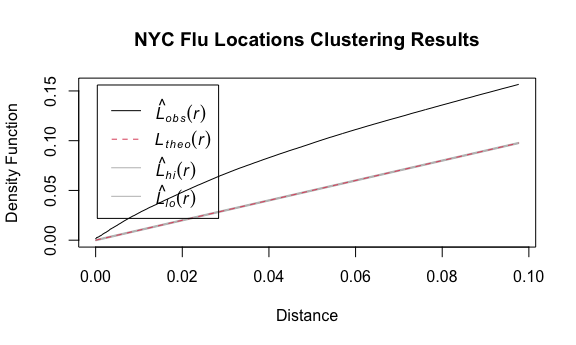 NYC Flu Locations Clustering Results
Density Function
0.15
0.10
0.05
0.00
L̂obs(r)
Ltheo(r)
L̂hi(r)
L̂lo(r)
0.00 0.02 0.04 0.06 0.08 0.10
Distance